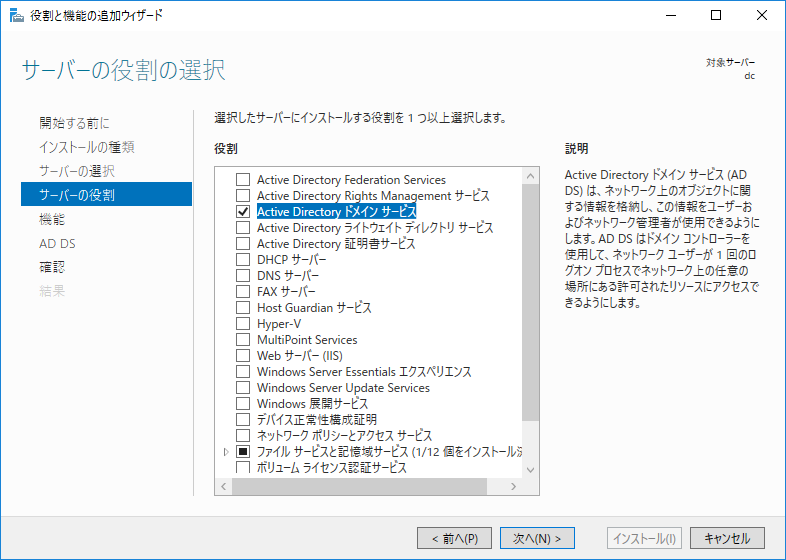 役割と機能の追加ウィザード
サーバーの役割の選択
対象サーバー
dc
開始する前に
インストールの種類
サーバーの選択
サーバーの役割
機能
AD DS
確認
結果
選択したサーバーにインストールする役割を 1 つ以上選択します。
役割
Active Directory Federation Services
Active Directory Rights Management サービス
Active Directory ドメイン サービス
Active Directory ライトウェイト ディレクトリ サービス
Active Directory 証明書サービス
DHCP サーバー
DNS サーバー
FAX サーバー
Host Guardian サービス
Hyper-V
MultiPoint Services
Web サーバー (IIS)
Windows Server Essentials エクスペリエンス
Windows Server Update Services
Windows 展開サービス
デバイス正常性構成証明
ネットワーク ポリシーとアクセス サービス
ファイル サービスと記憶域サービス (1/12 個をインストール済
ボリューム ライセンス認証サービス
説明
Active Directory ドメイン サービス (AD
DS) は、ネットワーク上のオブジェクトに関
する情報を格納し、この情報をユーザーお
よびネットワーク管理者が使用できるようにし
ます。AD DS はドメイン コントローラーを
使用して、ネットワーク ユーザーが 1 回のロ
グオン プロセスでネットワーク上の任意の
場所にある許可されたリソースにアクセスで
きるようにします。
< 前へ(P)
次へ(N) >
インストール(I)
キャンセル